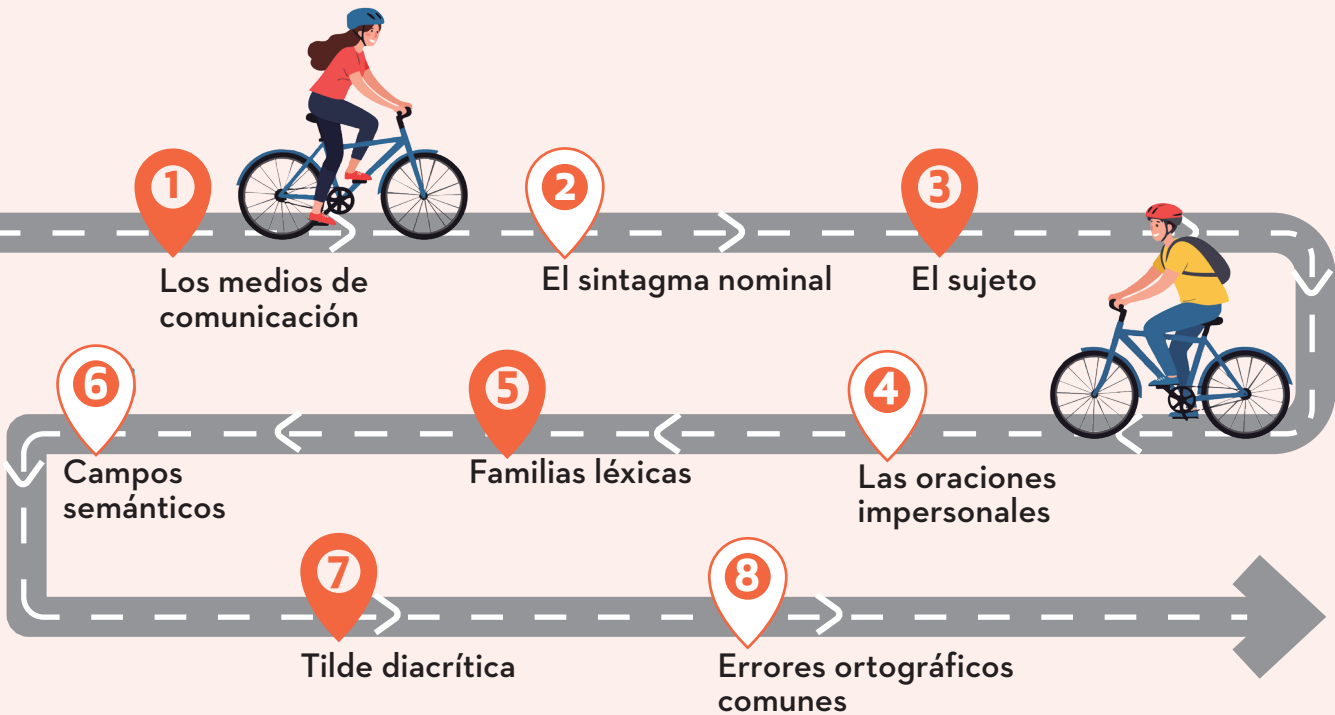 1
Los medios de
comunicación
2
El sintagma nominal
3
El sujeto
4
Las oraciones
impersonales
5
Familias léxicas
6
Campos
semánticos
7
Tilde diacrítica
8
Errores ortográficos
comunes